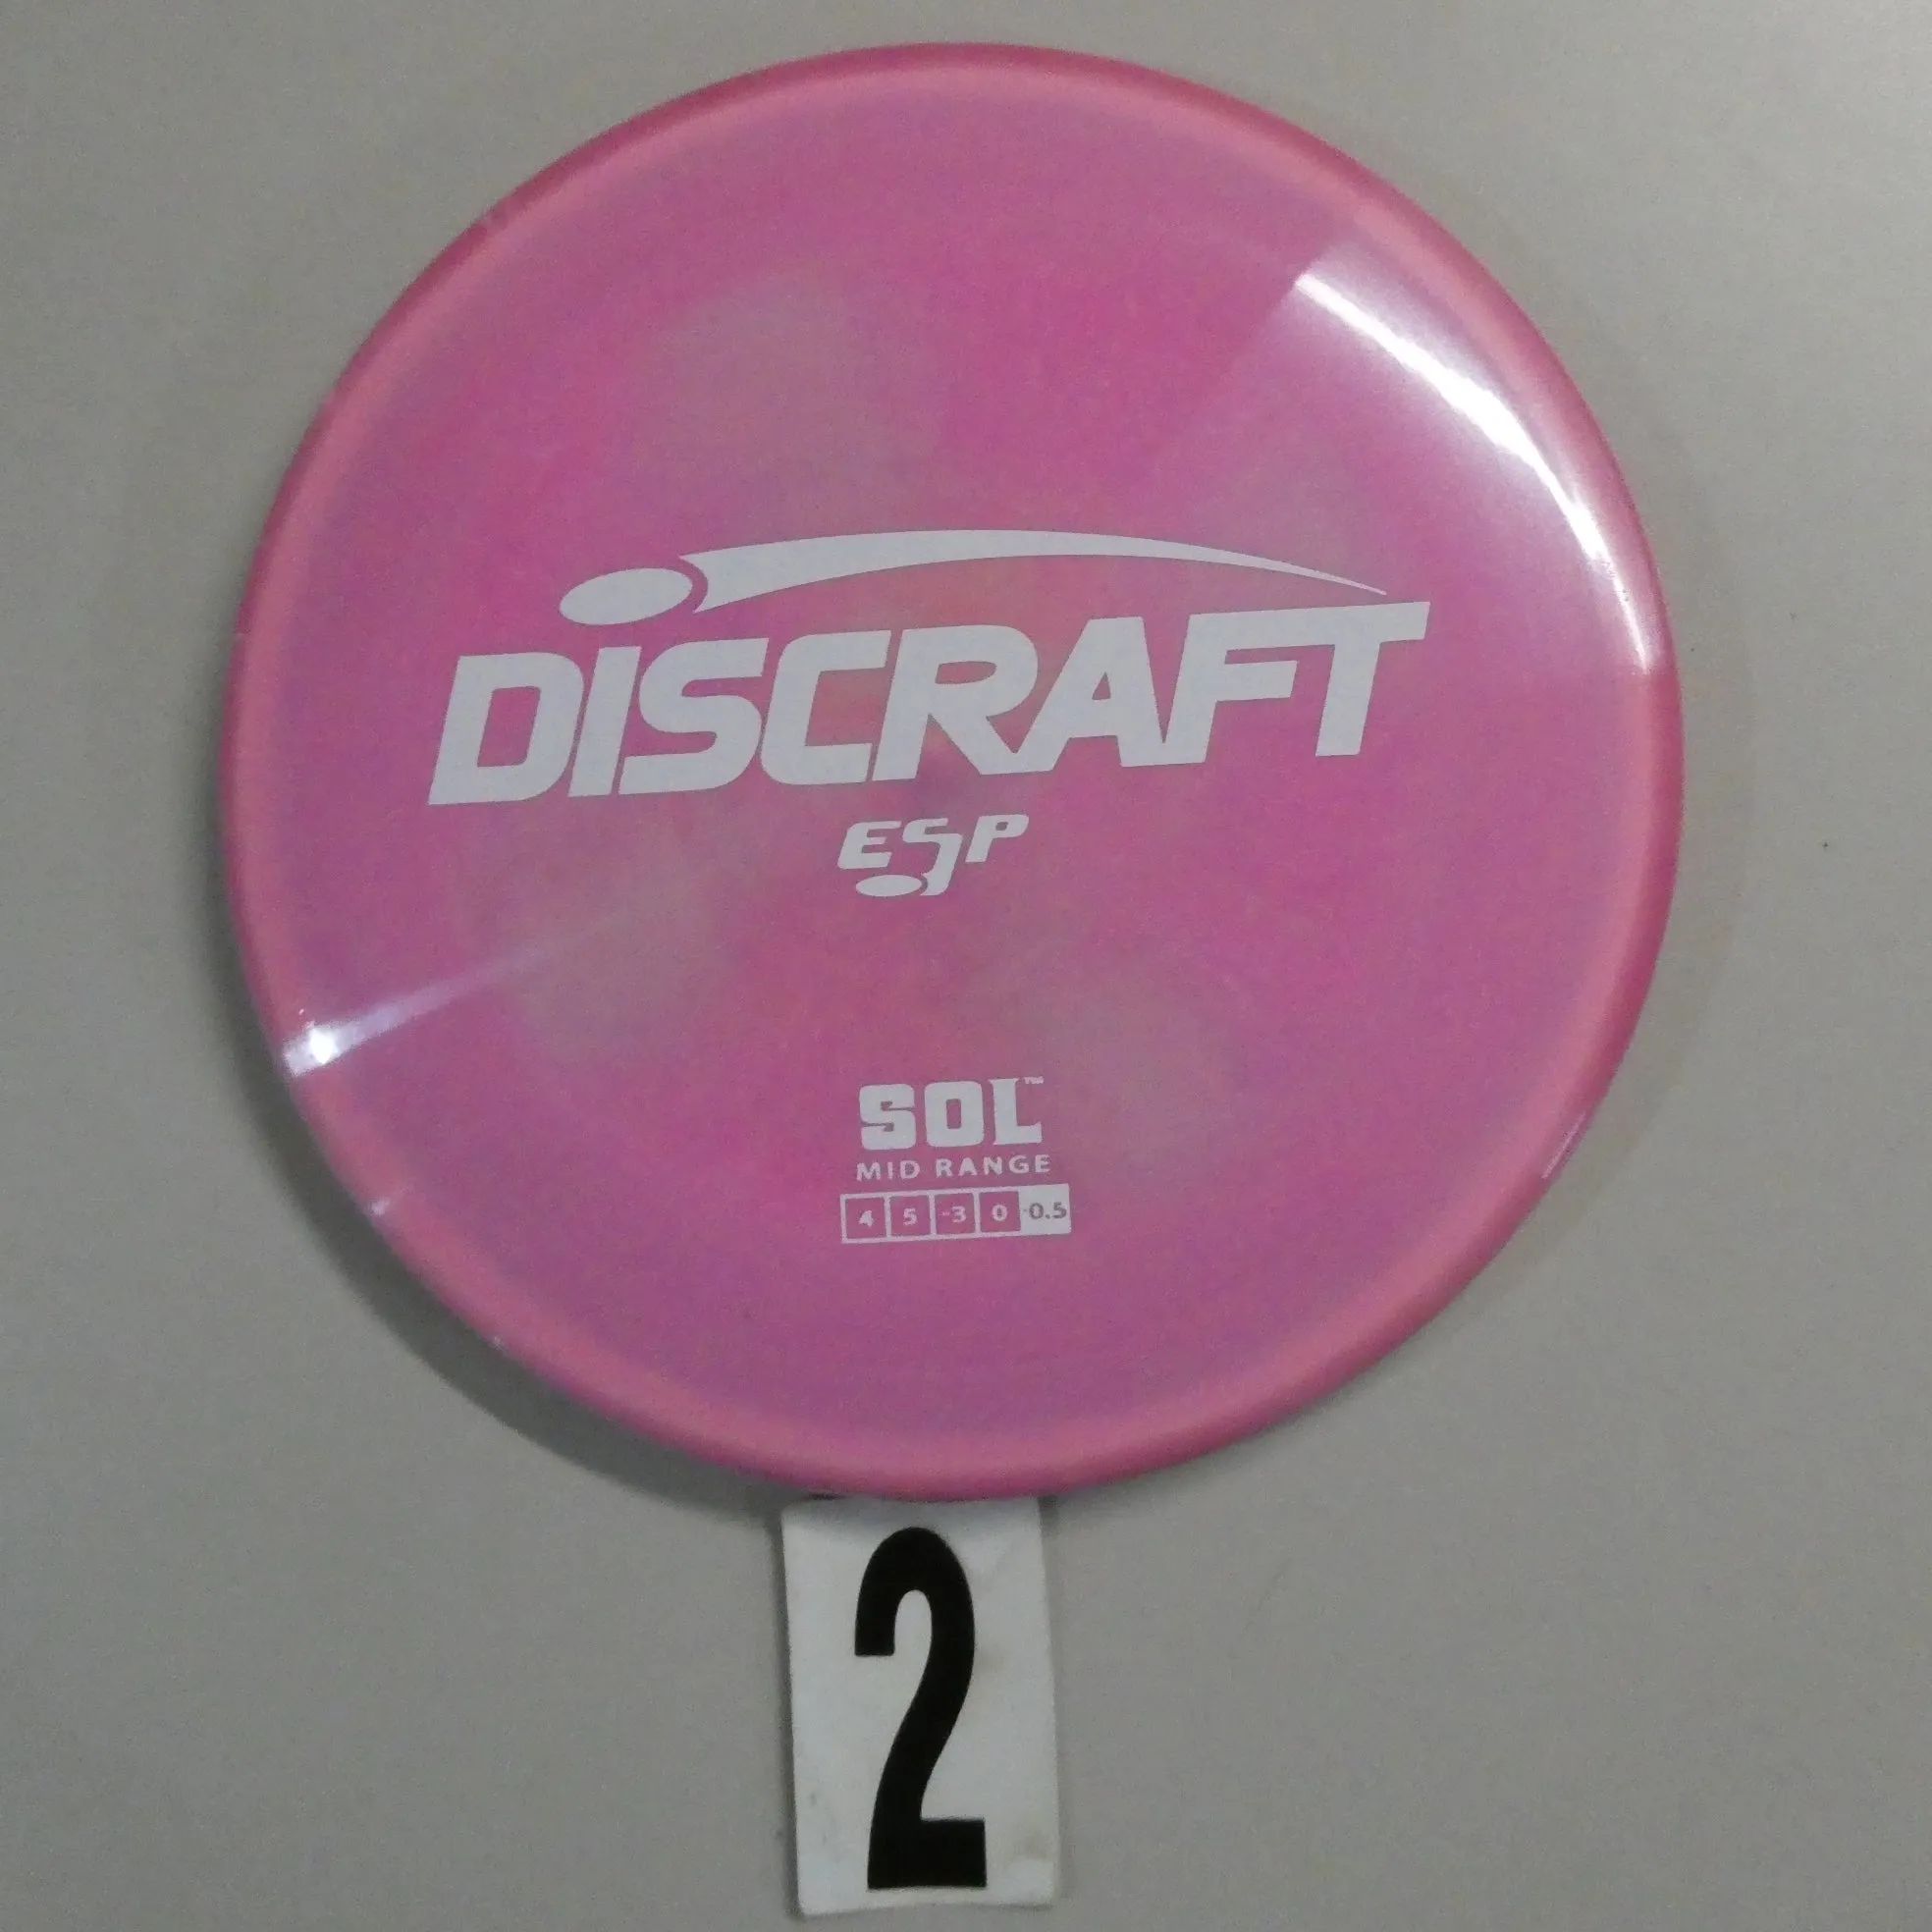 DISCRAFT
ESP
SOL™
MID RANGE
4 5 -3 0 -0.5
2